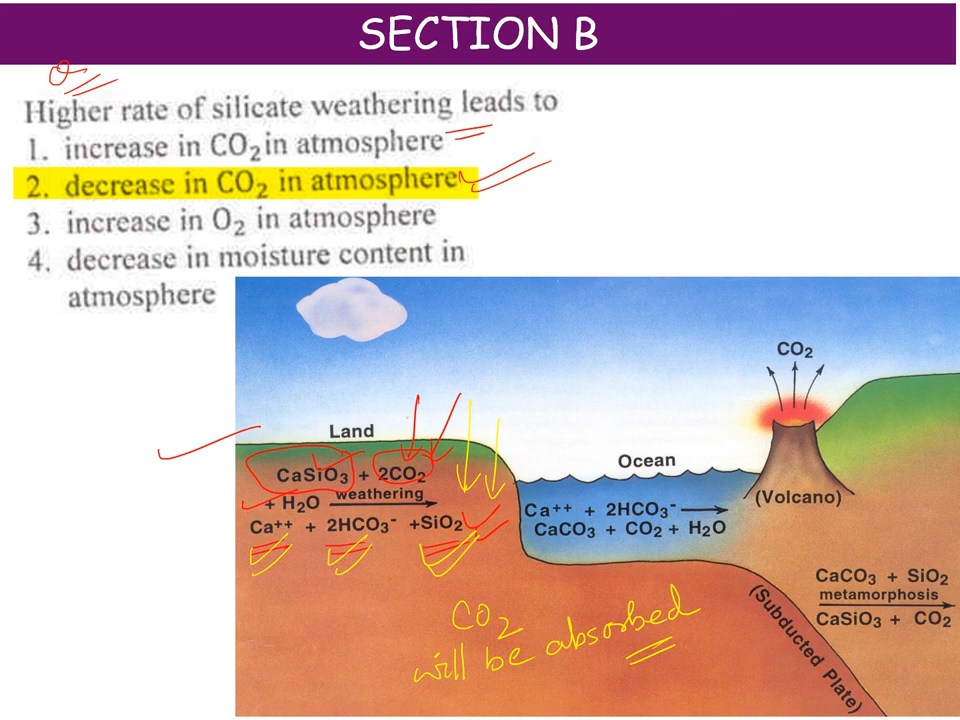 SECTION B
Higher rate of silicate weathering leads to
1. increase in CO₂ in atmosphere
2. decrease in CO₂ in atmosphere
3. increase in O₂ in atmosphere
4. decrease in moisture content in
atmosphere
CO₂
Land
CaSiO₃ + 2CO₂
+ H₂O weathering
Ca⁺⁺ + 2HCO₃⁻ +SiO₂
Ocean
Ca⁺⁺ + 2HCO₃⁻ →
CaCO₃ + CO₂ + H₂O
(Volcano)
CaCO₃ + SiO₂
metamorphosis
CaSiO₃ + CO₂
(Subducted Plate)
CO₂
will be absorbed